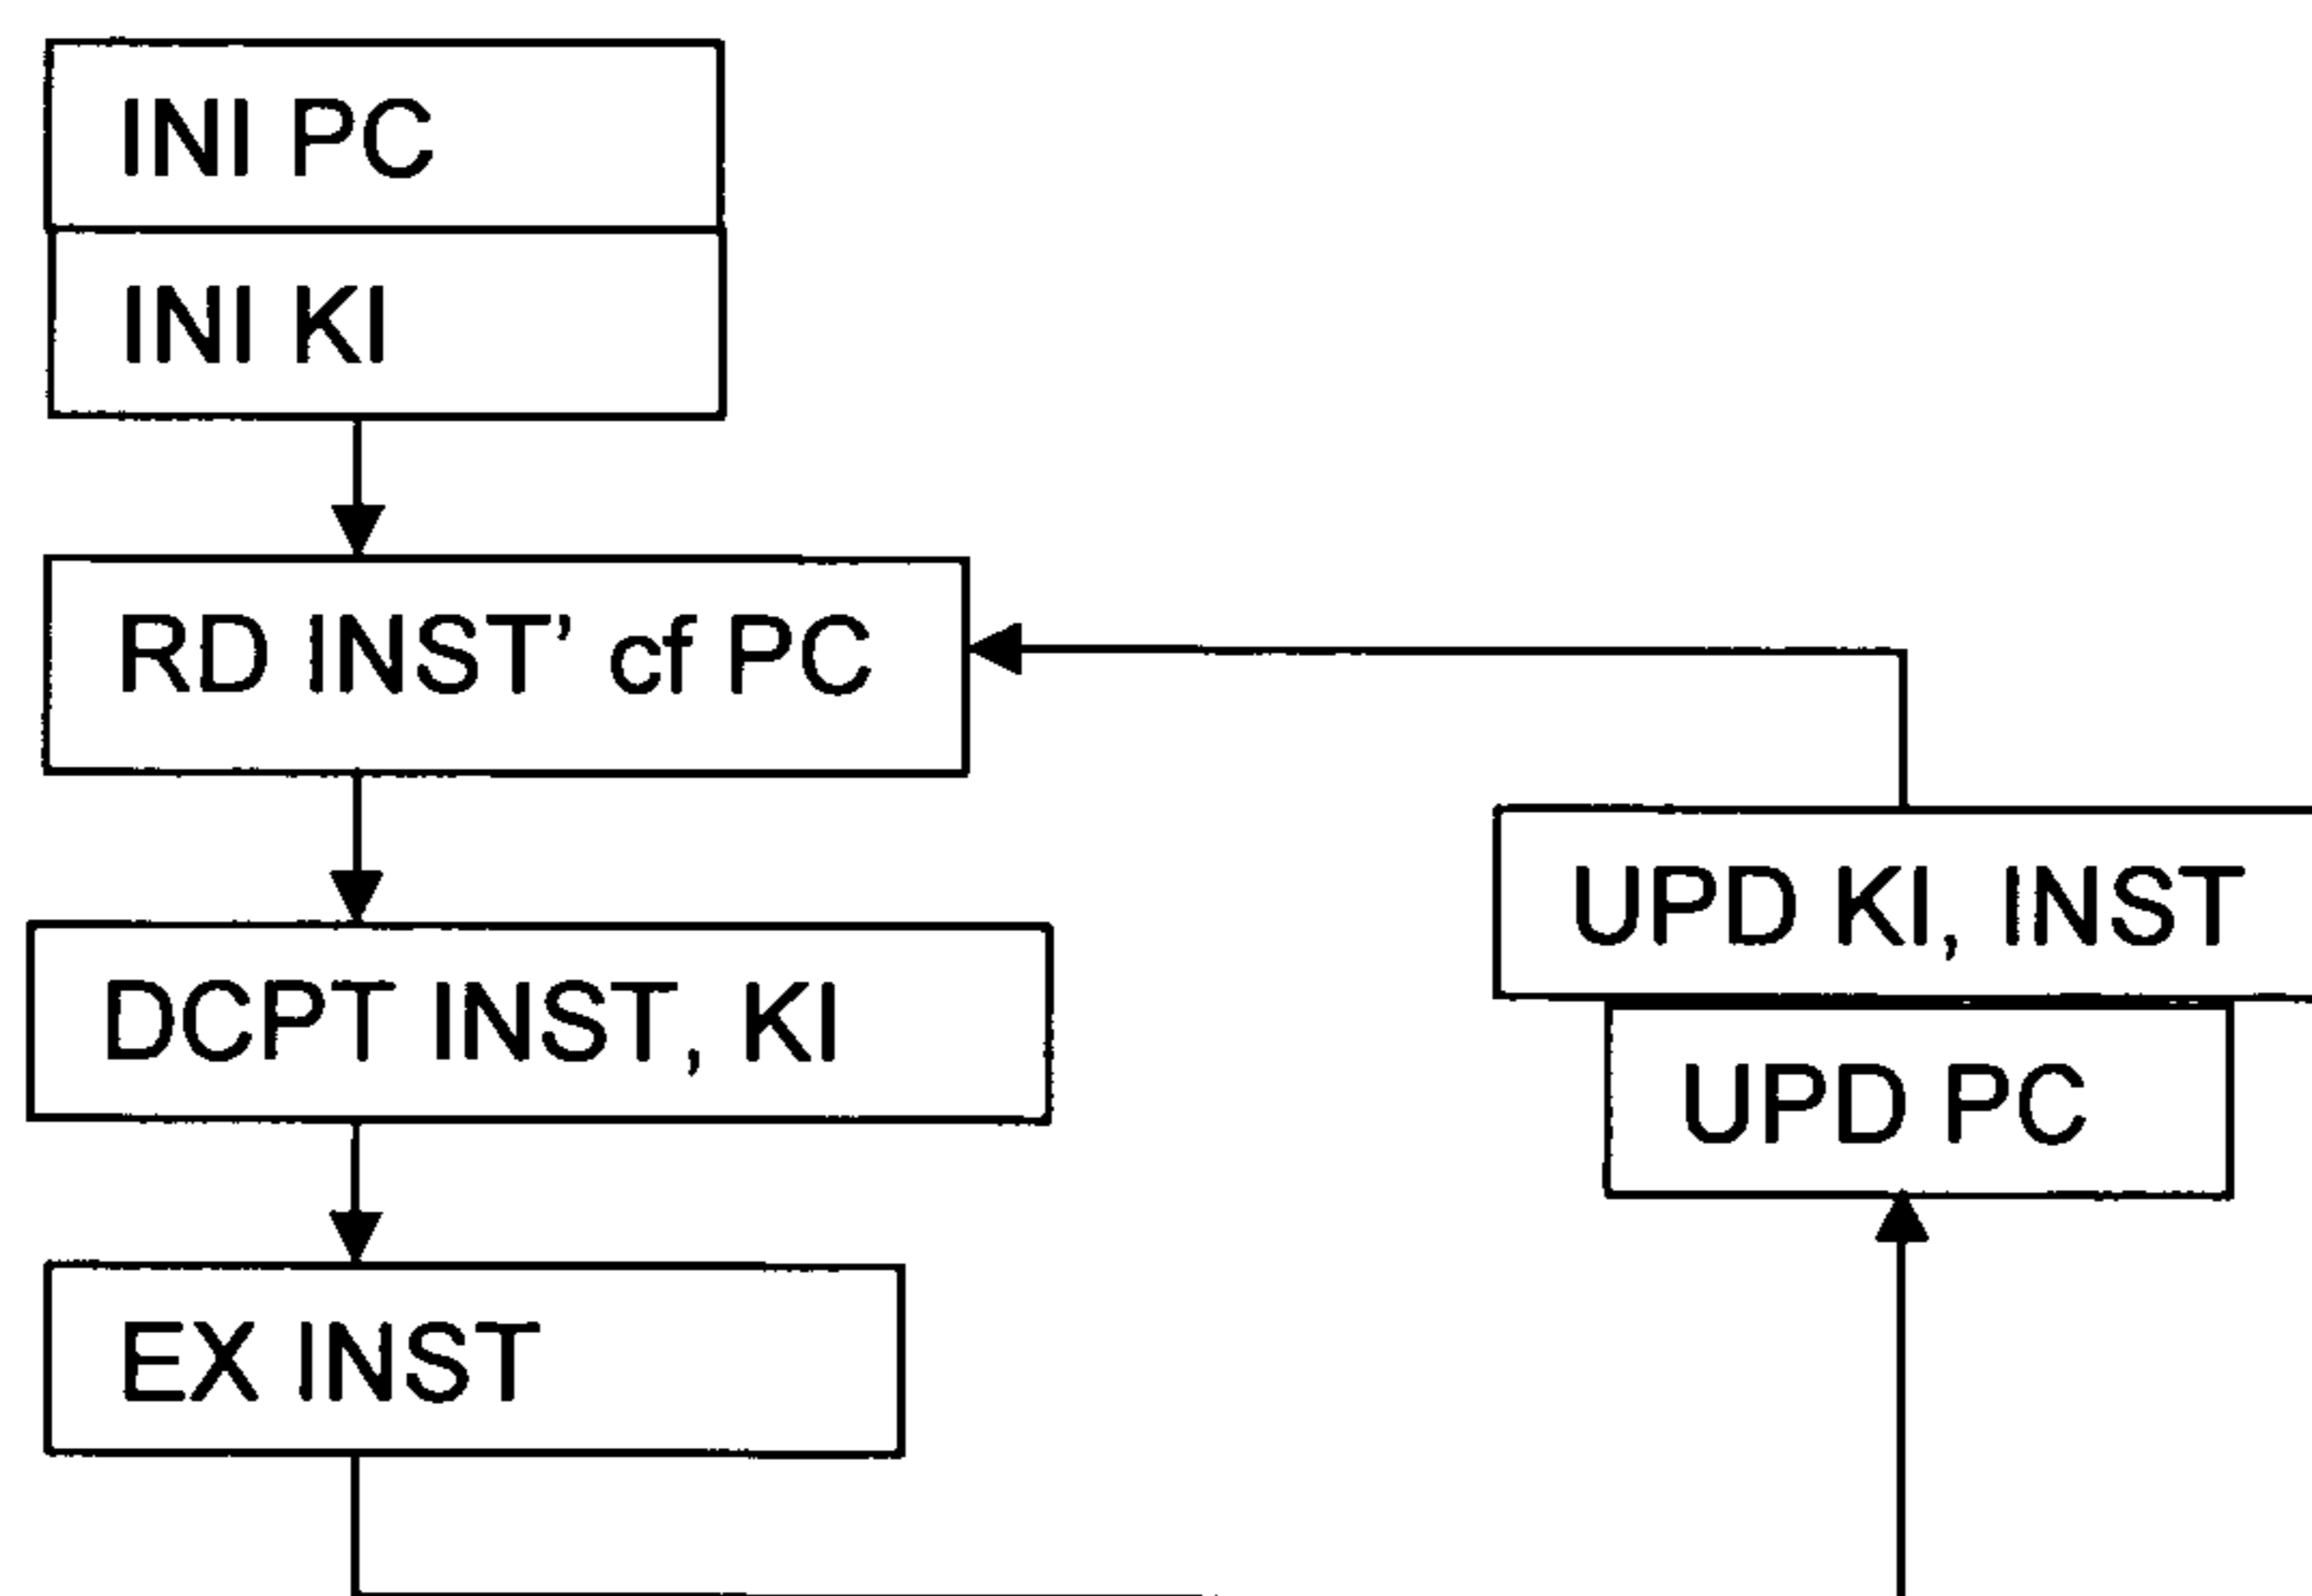 INI PC
INI KI
RD INST’ cf PC
DCPT INST, KI
EX INST
UPD KI, INST
UPD PC